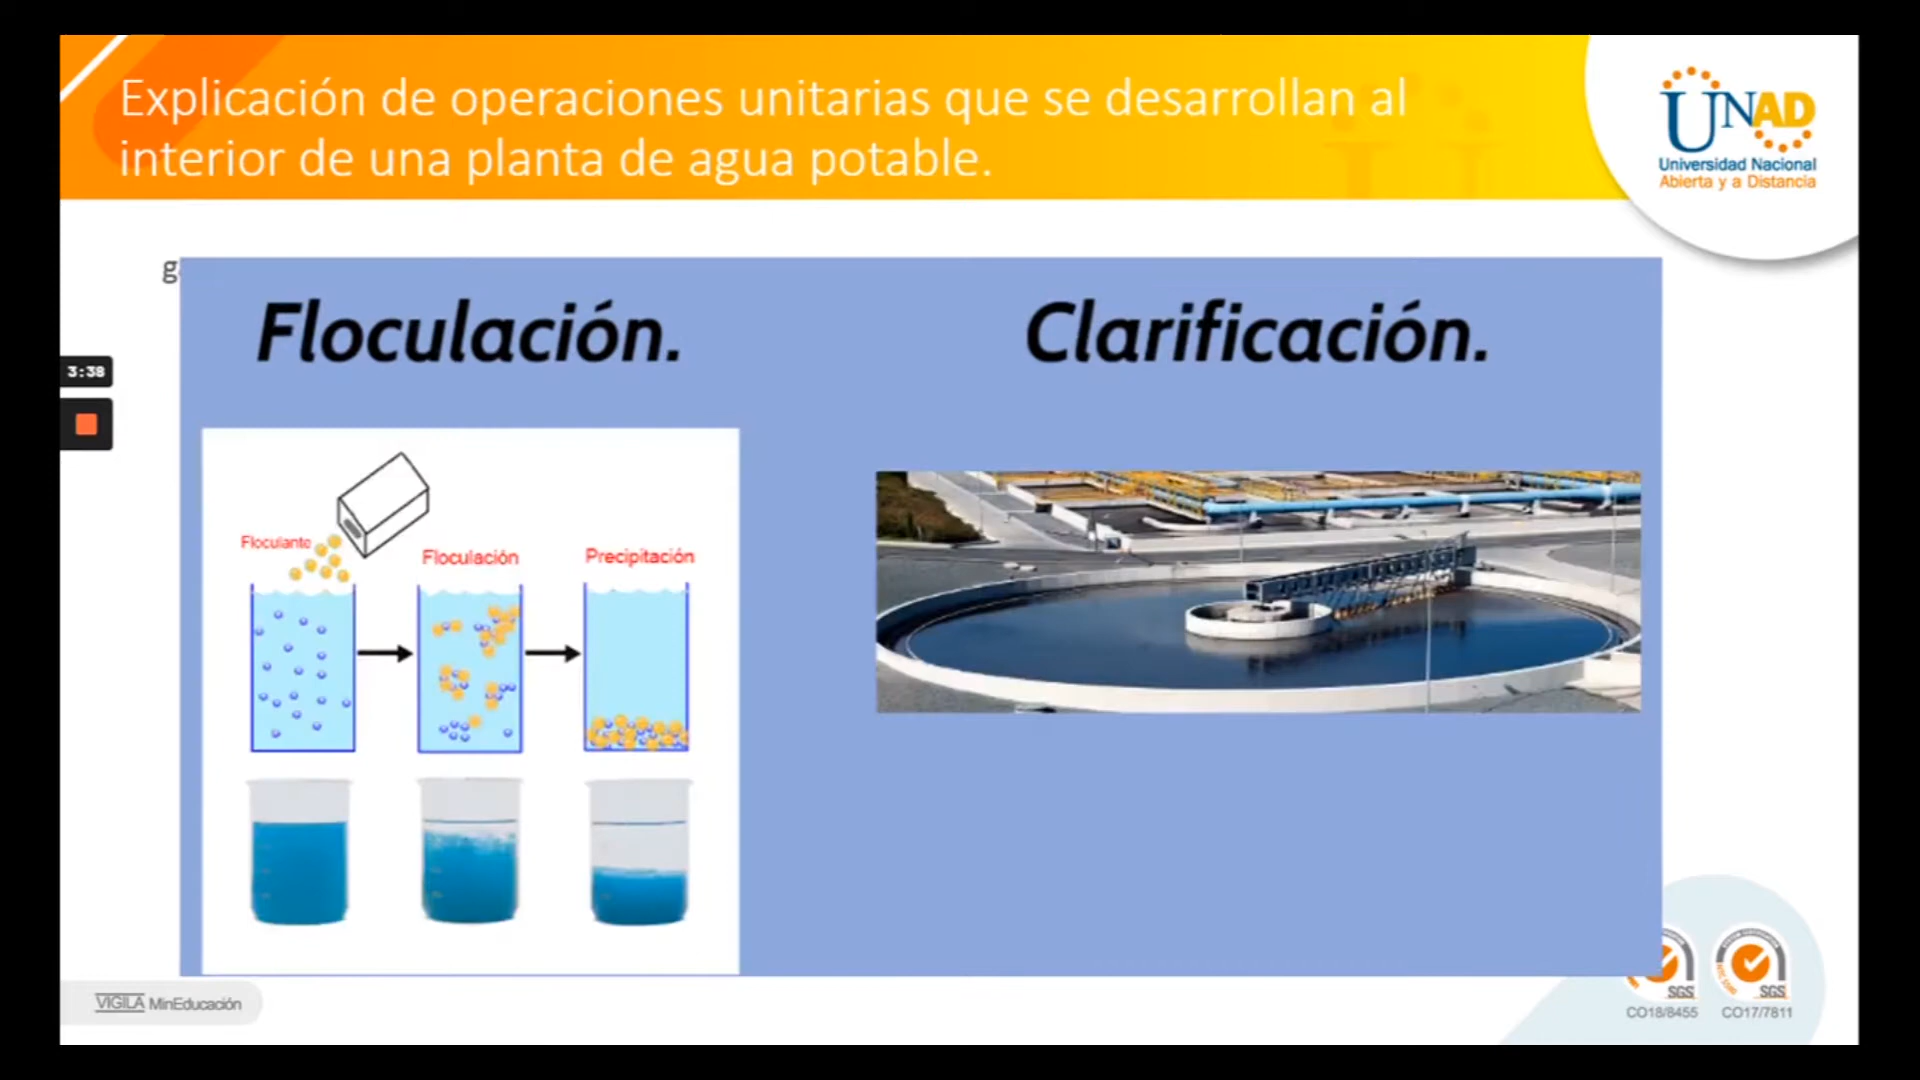 Explicación de operaciones unitarias que se desarrollan al
interior de una planta de agua potable.
UNAD
Universidad Nacional
Abierta y a Distancia
g
Floculación.
Clarificación.
3:38
Floculante
Floculación
Precipitación
VIGILA MinEducación
SGS
SGS
CO18/8455
CO17/7811